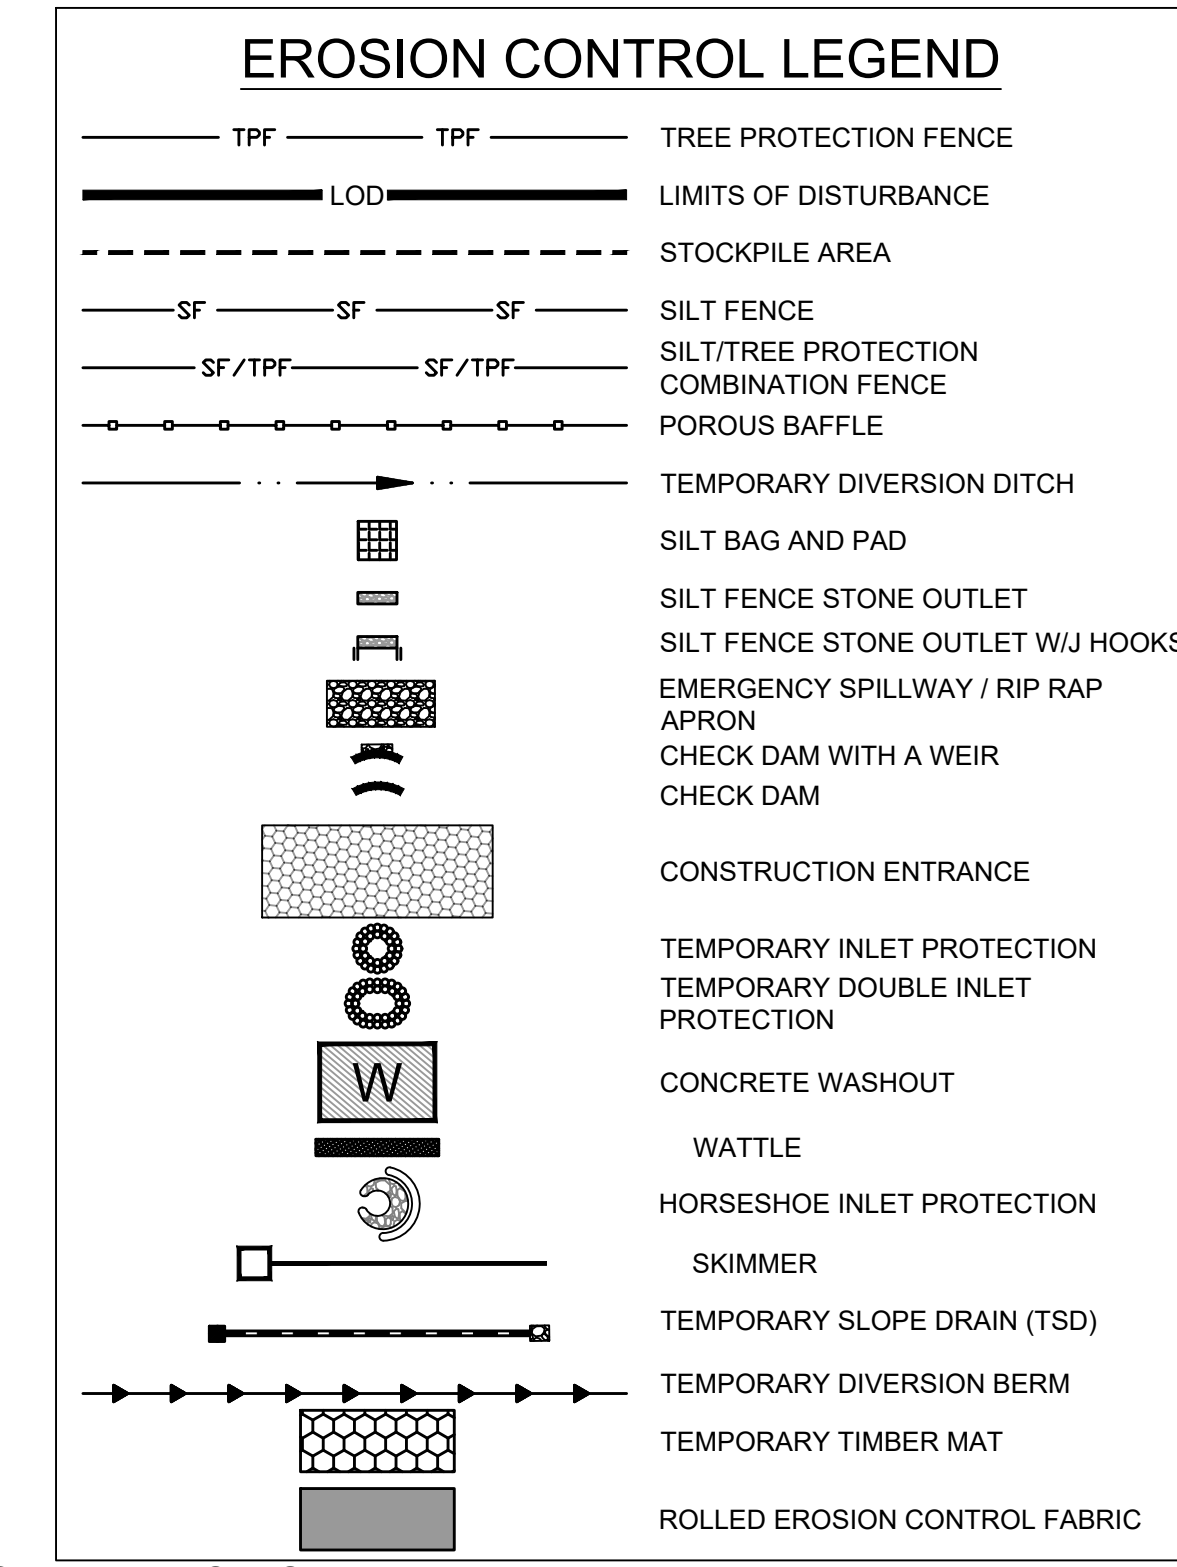 EROSION CONTROL LEGEND
TPF TPF TREE PROTECTION FENCE
LOD LIMITS OF DISTURBANCE
STOCKPILE AREA
SF SF SF SILT FENCE
SF/TPF SF/TPF SILT/TREE PROTECTION
COMBINATION FENCE
POROUS BAFFLE
TEMPORARY DIVERSION DITCH
SILT BAG AND PAD
SILT FENCE STONE OUTLET
SILT FENCE STONE OUTLET W/J HOOKS
EMERGENCY SPILLWAY / RIP RAP
APRON
CHECK DAM WITH A WEIR
CHECK DAM
CONSTRUCTION ENTRANCE
TEMPORARY INLET PROTECTION
TEMPORARY DOUBLE INLET
PROTECTION
W CONCRETE WASHOUT
WATTLE
HORSESHOE INLET PROTECTION
SKIMMER
TEMPORARY SLOPE DRAIN (TSD)
TEMPORARY DIVERSION BERM
TEMPORARY TIMBER MAT
ROLLED EROSION CONTROL FABRIC